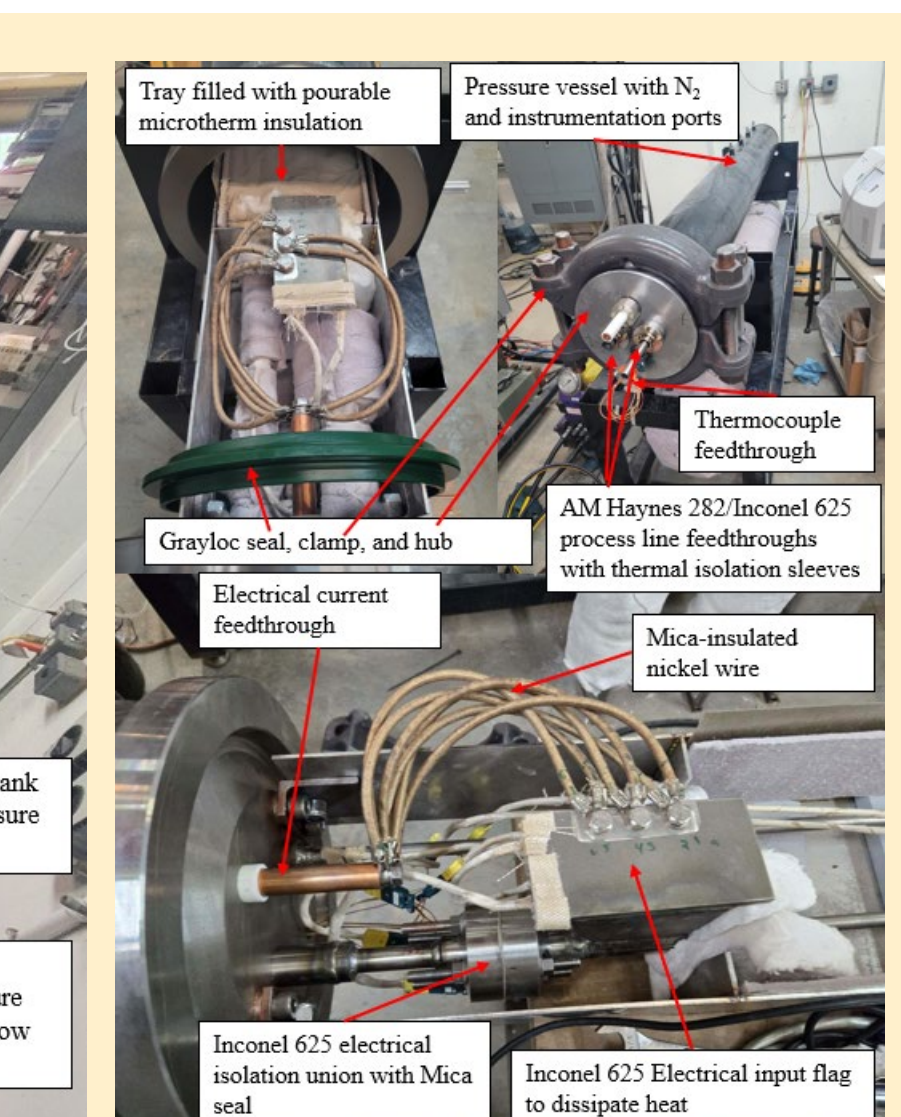 Tray filled with pourable
microtherm insulation
Pressure vessel with N₂
and instrumentation ports
Thermocouple
feedthrough
AM Haynes 282/Inconel 625
process line feedthroughs
with thermal isolation sleeves
Grayloc seal, clamp, and hub
Electrical current
feedthrough
Mica-insulated
nickel wire
Inconel 625 electrical
isolation union with Mica
seal
Inconel 625 Electrical input flag
to dissipate heat
ank
sure
ure
ow